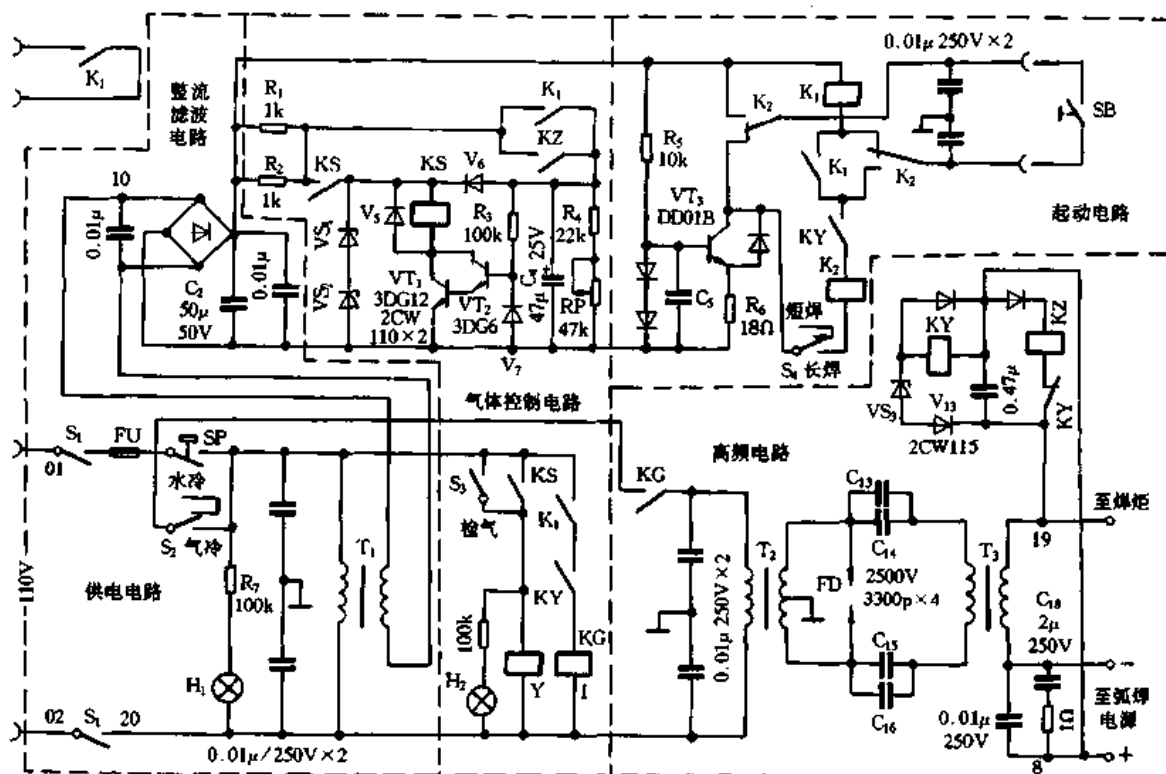 0.01μ 250V×2
K₁
整流
滤波
电路
R₁
1k
K₁
KZ
K₂
K₁
SB
R₂
1k
KS
KS
V₆
R₅
10k
K₁
K₂
10
0.01μ
V₅
R₃
100k
R₄
22k
VT₃
DD01B
起动电路
C₂
50μ
50V
0.01μ
VS₁
VT₁
3DG12
2CW
110×2
VT₂
3DG6
C₄ 25V
47μ
RP
47k
C₅
R₆
18Ω
KY
K₂
短焊
S₄ 长焊
V₇
KY
KZ
VS₃
V₁₃
2CW115
0.47μ
KY
气体控制电路
S₁
01
FU
SP
水冷
S₂ 气冷
S₃
检气
KS
K₁
KG
高频电路
C₁₃
C₁₄
2500V
3300p×4
至焊炬
19
110V
供电电路
R₇
100k
T₁
KY
100k
KG
0.01μ 250V×2
T₂
FD
T₃
C₁₅
C₁₈
2μ
250V
−
H₁
H₂
Y
I
C₁₆
0.01μ
250V
1Ω
至弧焊
电源
02
S₁
20
0.01μ/250V×2
8
+